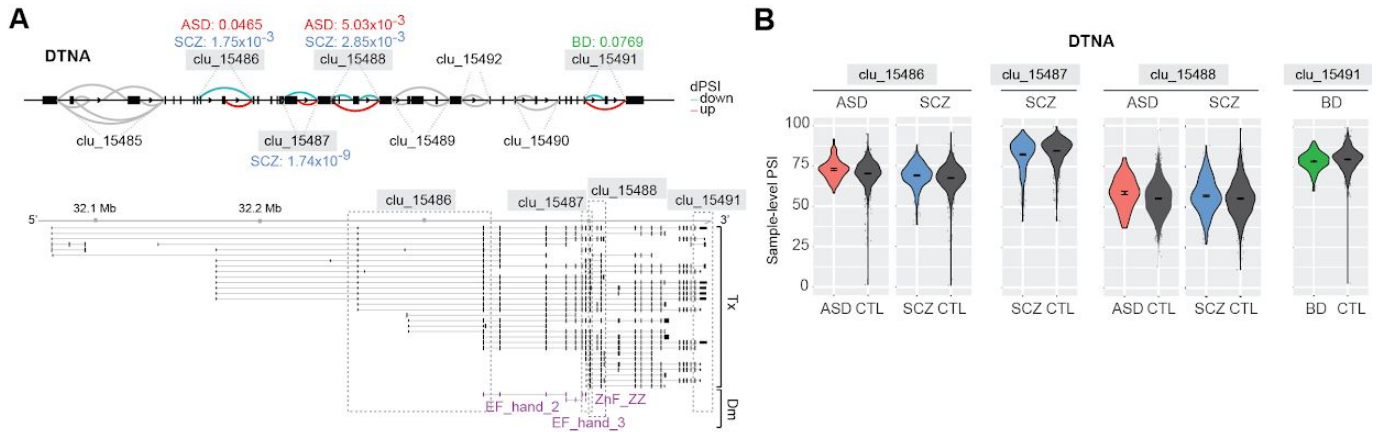 A
DTNA
ASD: 0.0465
SCZ: 1.75x10-3
clu_15486
ASD: 5.03x10-3
SCZ: 2.85x10-3
clu_15488
clu_15492
BD: 0.0769
clu_15491
dPSI
down
up
clu_15485
clu_15487
SCZ: 1.74x10-9
clu_15489
clu_15490
5'
32.1 Mb
32.2 Mb
clu_15486
clu_15487
clu_15488
clu_15491
3'
Tx
EF_hand_2
ZnF_ZZ
EF_hand_3
Dm
B
DTNA
clu_15486
clu_15487
clu_15488
clu_15491
ASD SCZ SCZ ASD SCZ BD
Sample-level PSI
100
75
50
25
0
ASD CTL SCZ CTL SCZ CTL ASD CTL SCZ CTL BD CTL